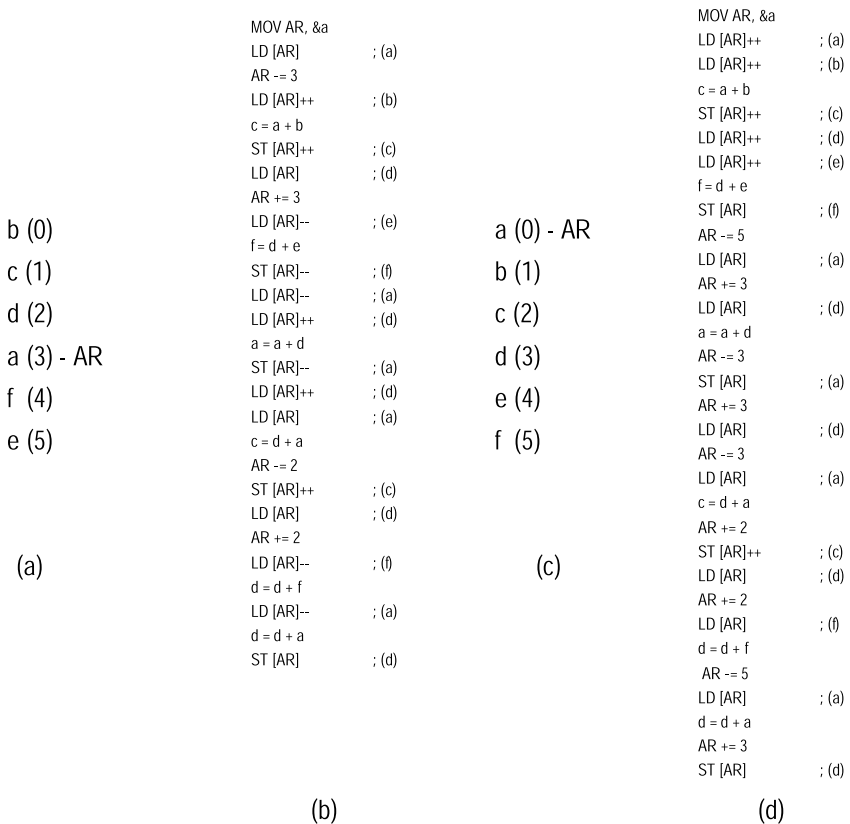 b (0)
c (1)
d (2)
a (3) - AR
f (4)
e (5)
(a)
MOV AR, &a
LD [AR] ; (a)
AR -= 3
LD [AR]++ ; (b)
c = a + b
ST [AR]++ ; (c)
LD [AR] ; (d)
AR += 3
LD [AR]-- ; (e)
f = d + e
ST [AR]-- ; (f)
LD [AR]-- ; (a)
LD [AR]++ ; (d)
a = a + d
ST [AR]-- ; (a)
LD [AR]++ ; (d)
LD [AR] ; (a)
c = d + a
AR -= 2
ST [AR]++ ; (c)
LD [AR] ; (d)
AR += 2
LD [AR]-- ; (f)
d = d + f
LD [AR]-- ; (a)
d = d + a
ST [AR] ; (d)
(b)
a (0) - AR
b (1)
c (2)
d (3)
e (4)
f (5)
(c)
MOV AR, &a
LD [AR]++ ; (a)
LD [AR]++ ; (b)
c = a + b
ST [AR]++ ; (c)
LD [AR]++ ; (d)
LD [AR]++ ; (e)
f = d + e
ST [AR] ; (f)
AR -= 5
LD [AR] ; (a)
AR += 3
LD [AR] ; (d)
a = a + d
AR -= 3
ST [AR] ; (a)
AR += 3
LD [AR] ; (d)
AR -= 3
LD [AR] ; (a)
c = d + a
AR += 2
ST [AR]++ ; (c)
LD [AR] ; (d)
AR += 2
LD [AR] ; (f)
d = d + f
AR -= 5
LD [AR] ; (a)
d = d + a
AR += 3
ST [AR] ; (d)
(d)